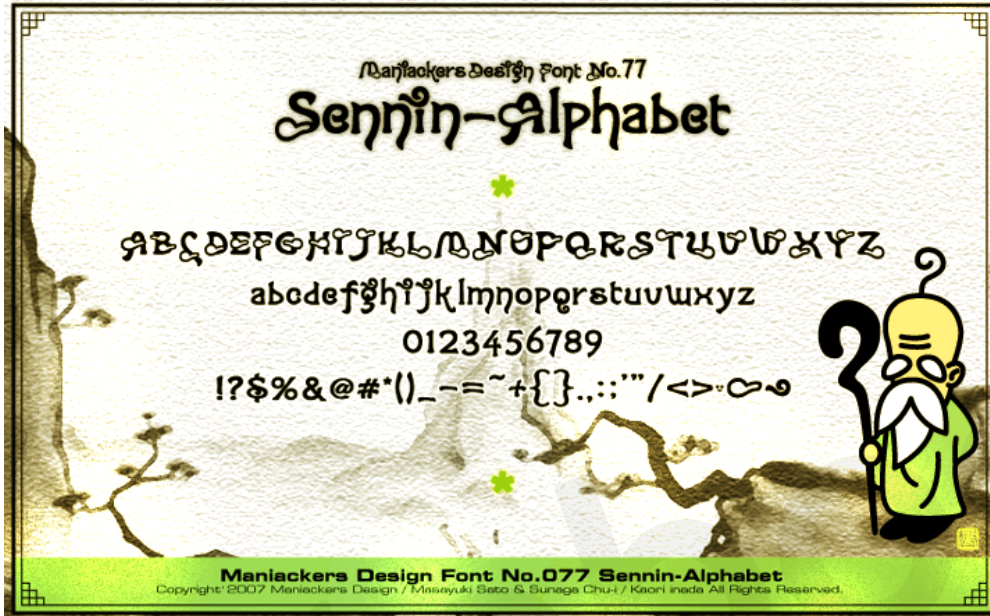 Maniackers Design Font No.77
Sennin-Alphabet
ABCDEFGHIJKLMNOPQRSTUVWXYZ
abcdefghijklmnopqrstuvwxyz
0123456789
!?$%&@#*()_-=~+{}.,:;'"/<>
Maniackers Design Font No.077 Sennin-Alphabet
Copyright' 2007 Maniackers Design / Masayuki Sato & Sunaga Chu-i / Kaori inada All Rights Reserved.